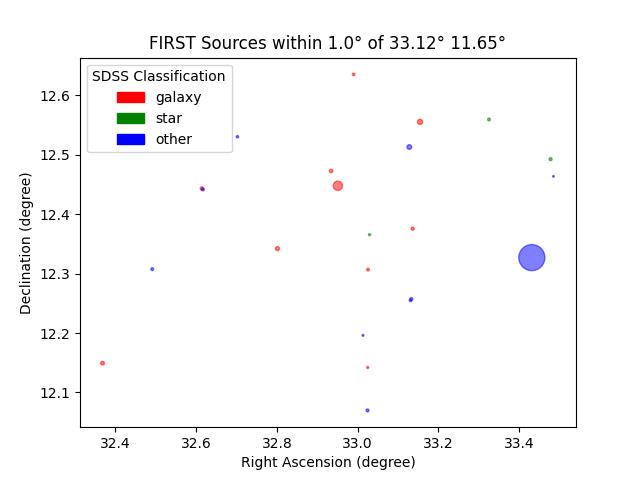 FIRST Sources within 1.0° of 33.12° 11.65°
SDSS Classification
galaxy
star
other
12.6
12.5
12.4
12.3
12.2
12.1
Declination (degree)
32.4 32.6 32.8 33.0 33.2 33.4
Right Ascension (degree)